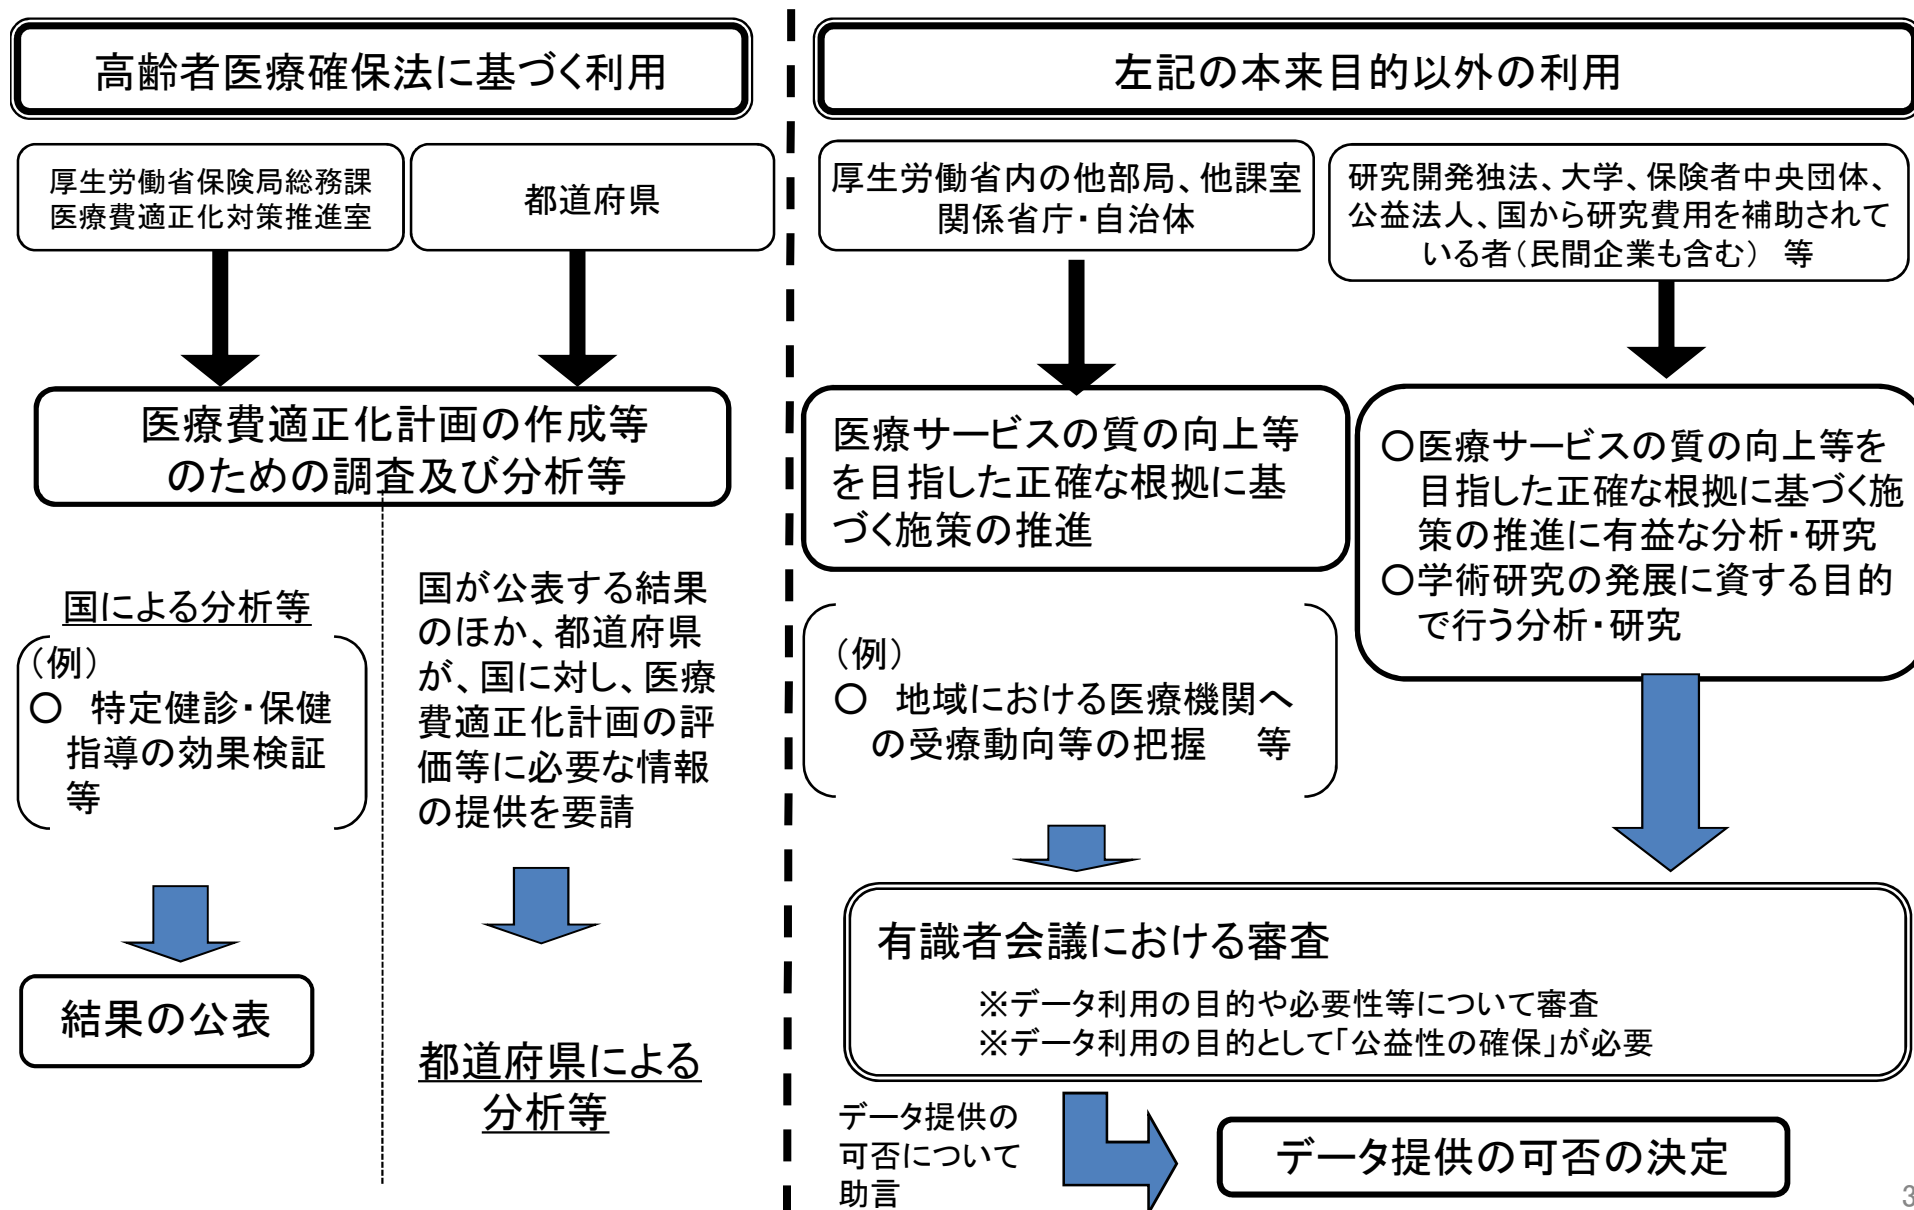 高齢者医療確保法に基づく利用
厚生労働省保険局総務課
医療費適正化対策推進室
都道府県
医療費適正化計画の作成等
のための調査及び分析等
国による分析等
（例）
○　特定健診・保健
指導の効果検証
等
結果の公表
国が公表する結果
のほか、都道府県
が、国に対し、医療
費適正化計画の評
価等に必要な情報
の提供を要請
都道府県による
分析等
左記の本来目的以外の利用
厚生労働省内の他部局、他課室
関係省庁・自治体
研究開発独法、大学、保険者中央団体、
公益法人、国から研究費用を補助されて
いる者（民間企業も含む）　等
医療サービスの質の向上等
を目指した正確な根拠に基
づく施策の推進
（例）
○　地域における医療機関へ
の受療動向等の把握　等
○医療サービスの質の向上等を
目指した正確な根拠に基づく施
策の推進に有益な分析・研究
○学術研究の発展に資する目的
で行う分析・研究
有識者会議における審査
※データ利用の目的や必要性等について審査
※データ利用の目的として「公益性の確保」が必要
データ提供の
可否について
助言
データ提供の可否の決定
3